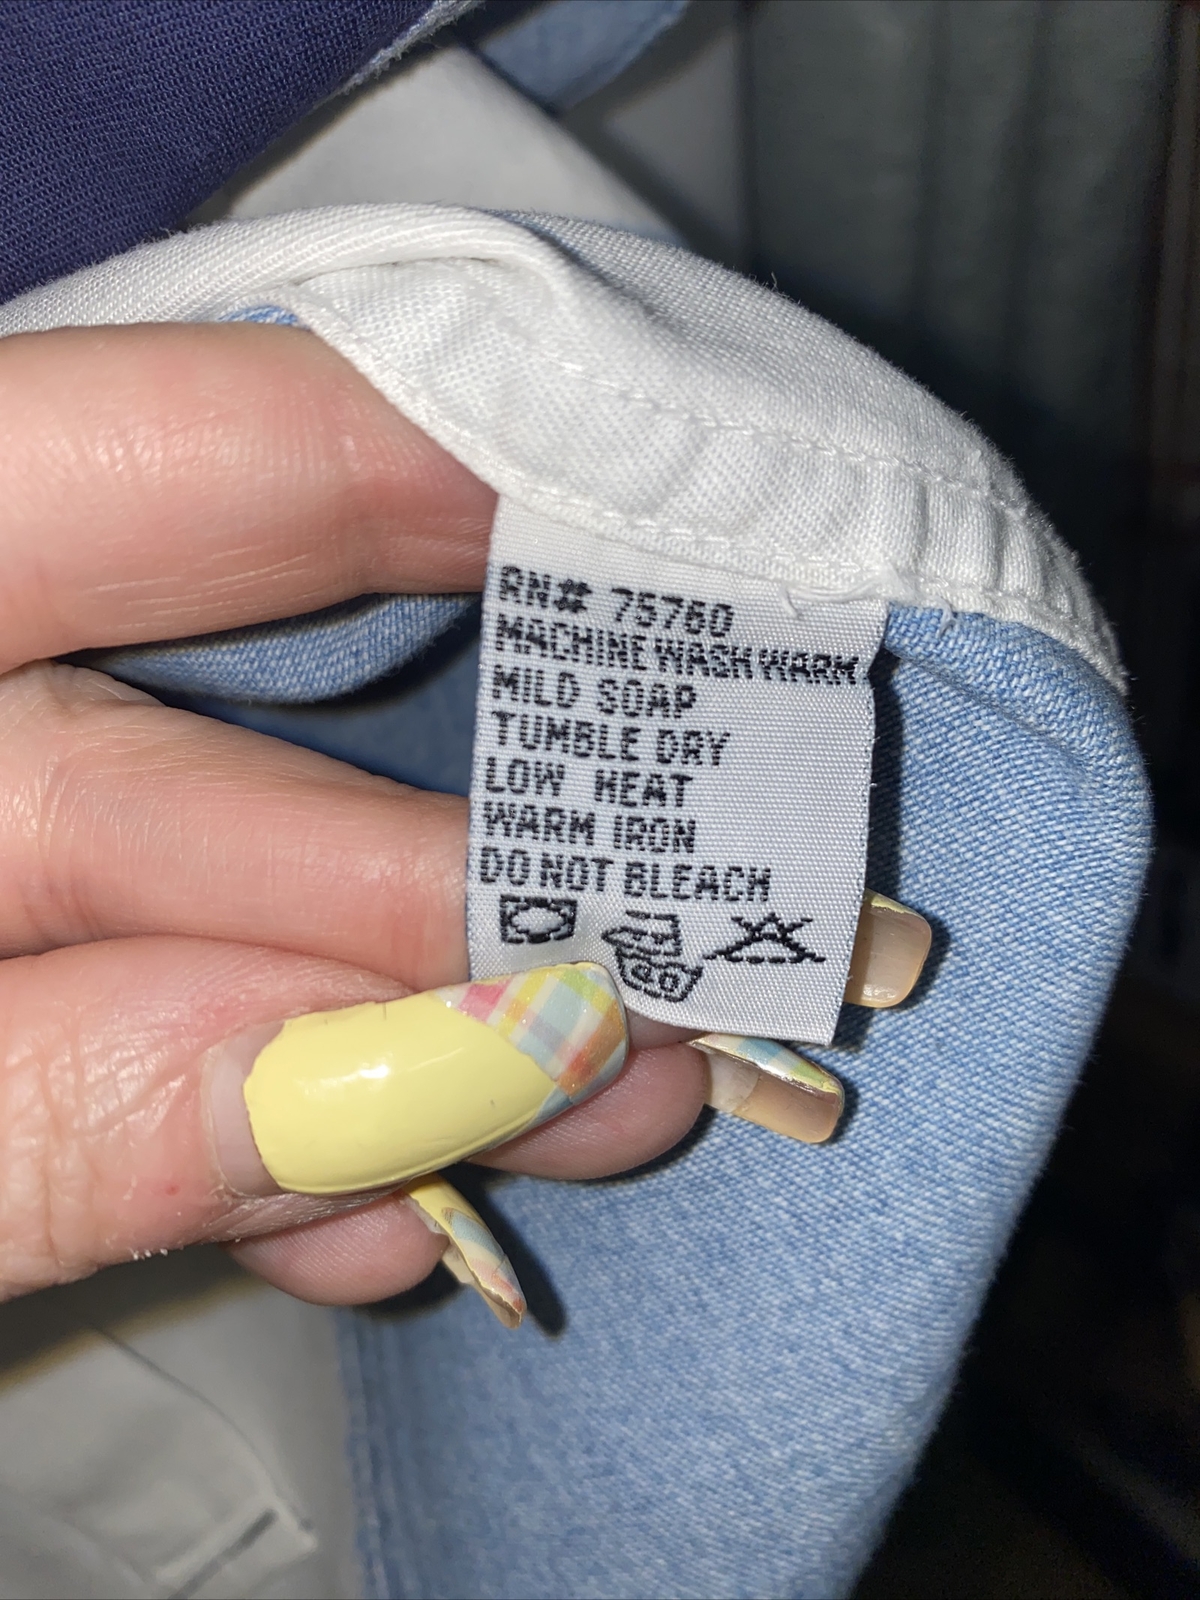 RN# 75760
MACHINE WASH WARM
MILD SOAP
TUMBLE DRY
LOW HEAT
WARM IRON
DO NOT BLEACH